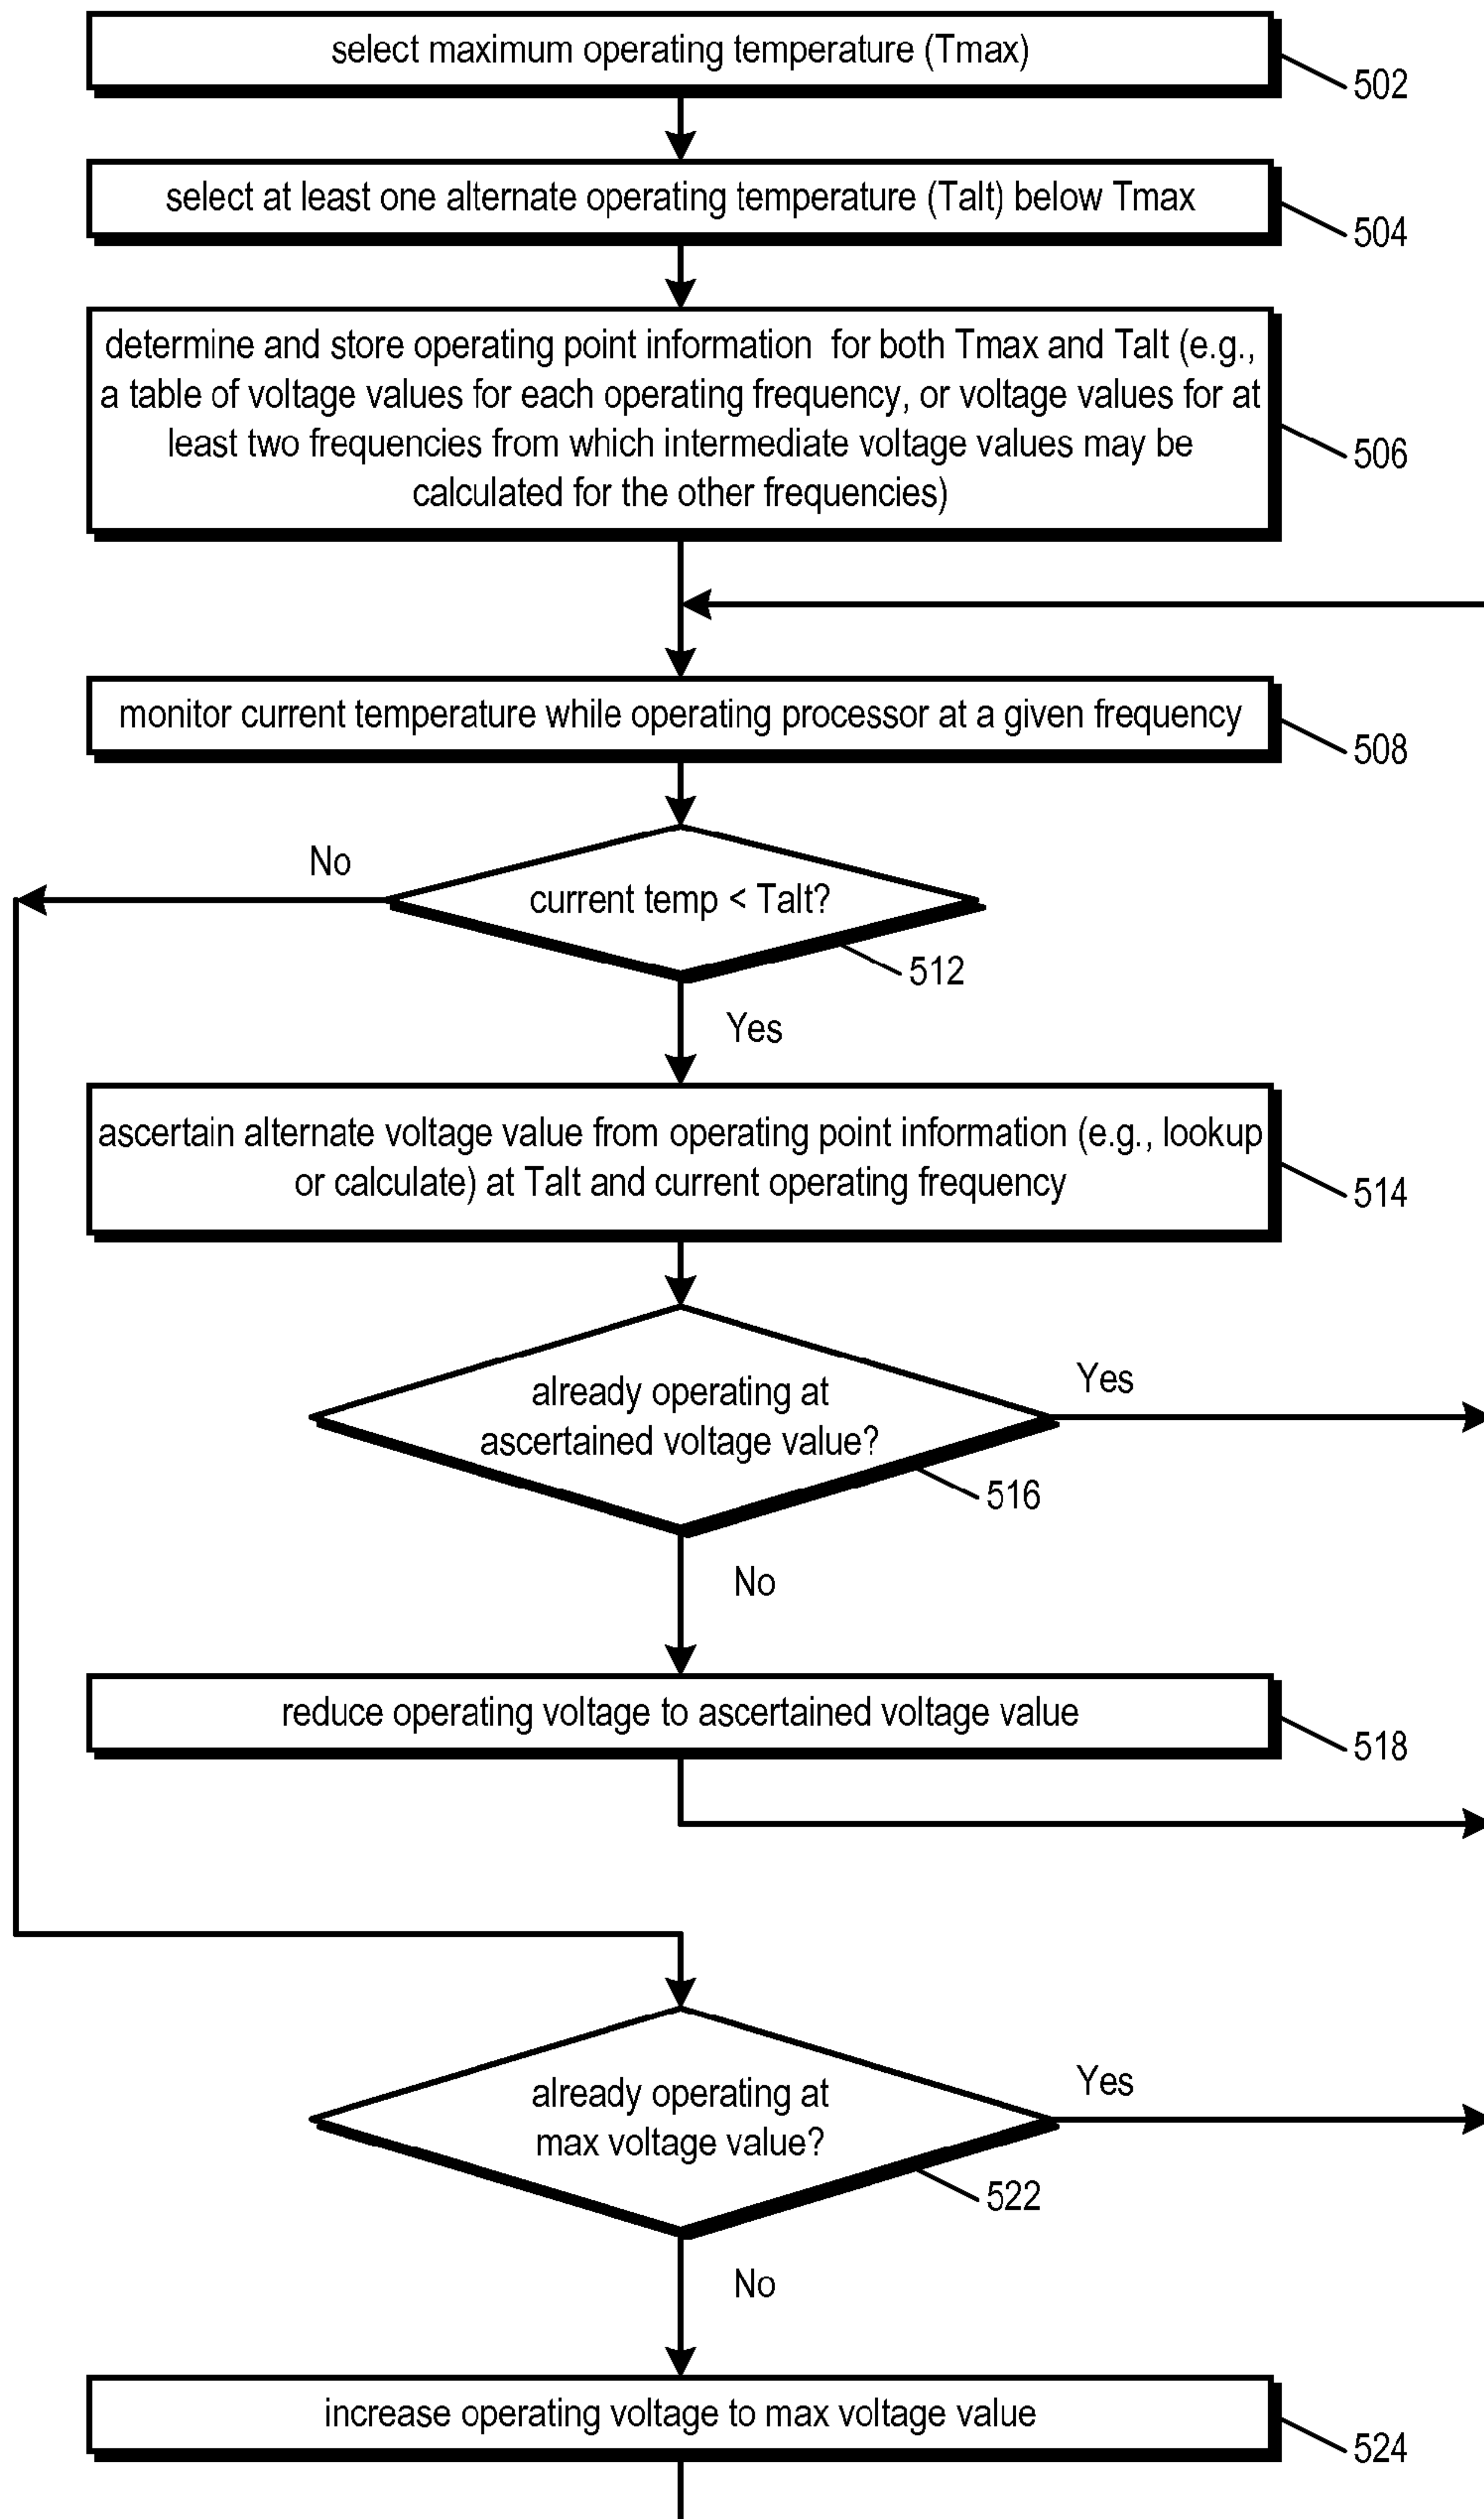 select maximum operating temperature (Tmax)
502
select at least one alternate operating temperature (Talt) below Tmax
504
determine and store operating point information for both Tmax and Talt (e.g.,
a table of voltage values for each operating frequency, or voltage values for at
least two frequencies from which intermediate voltage values may be
calculated for the other frequencies)
506
monitor current temperature while operating processor at a given frequency
508
No
current temp < Talt?
512
Yes
ascertain alternate voltage value from operating point information (e.g., lookup
or calculate) at Talt and current operating frequency
514
already operating at
ascertained voltage value?
Yes
516
No
reduce operating voltage to ascertained voltage value
518
already operating at
max voltage value?
Yes
522
No
increase operating voltage to max voltage value
524